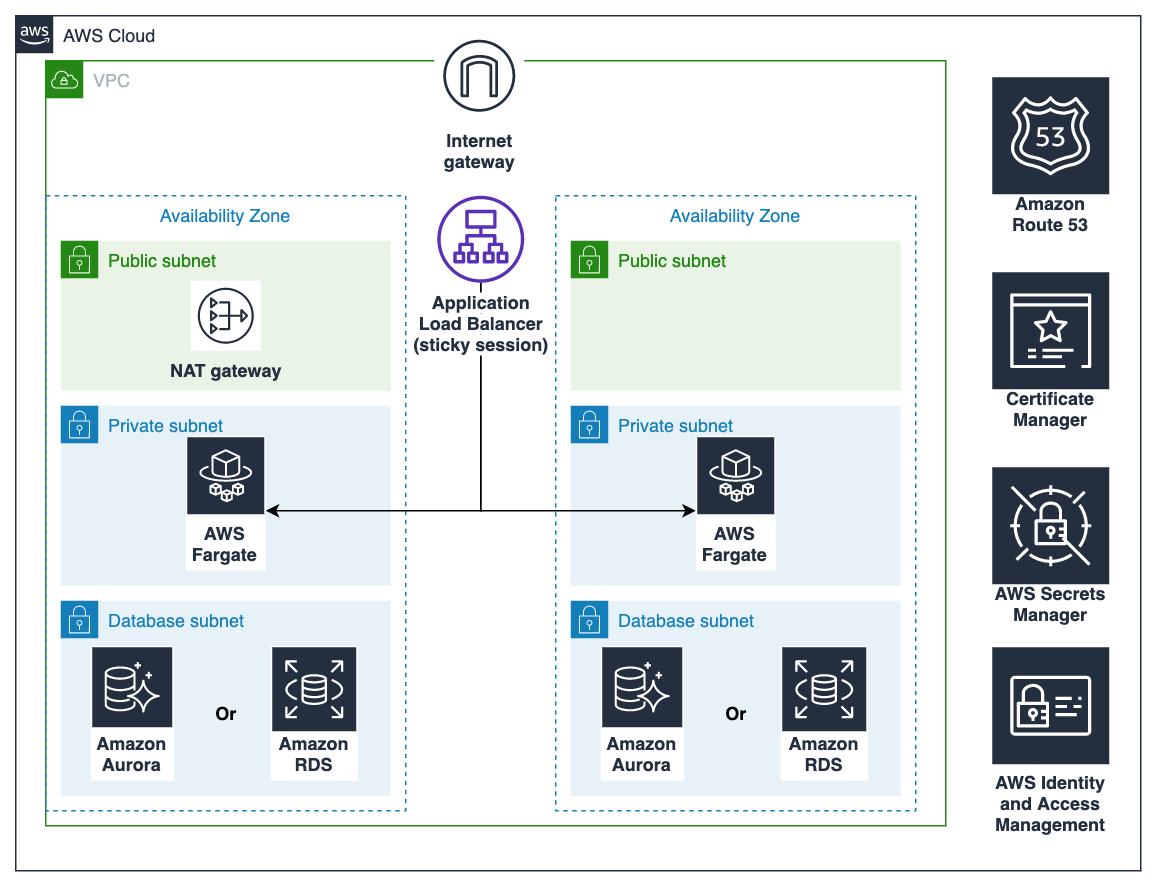 aws
AWS Cloud
VPC
Internet
gateway
Availability Zone
Public subnet
NAT gateway
Private subnet
AWS
Fargate
Database subnet
Amazon
Aurora
Or
Amazon
RDS
Application
Load Balancer
(sticky session)
Availability Zone
Public subnet
Private subnet
AWS
Fargate
Database subnet
Amazon
Aurora
Or
Amazon
RDS
53
Amazon
Route 53
Certificate
Manager
AWS Secrets
Manager
AWS Identity
and Access
Management